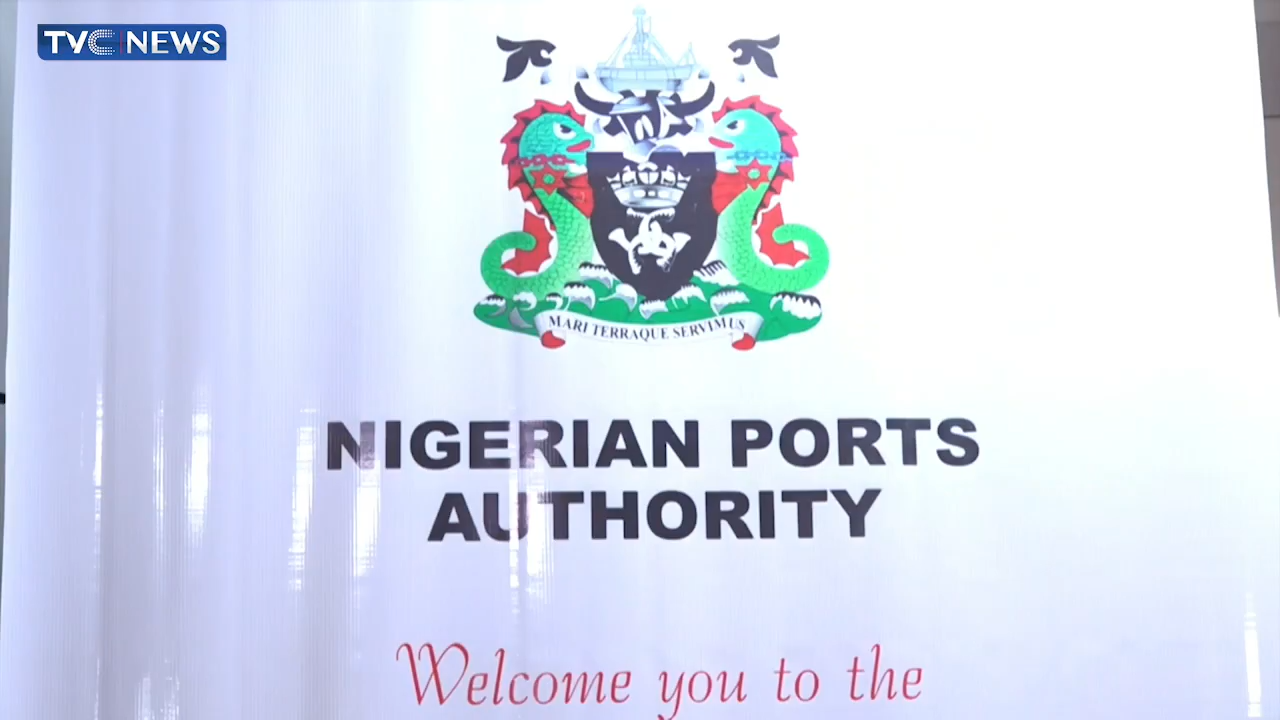 TVC NEWS
MARI TERRAQUE SERVIMUS
NIGERIAN PORTS
AUTHORITY
Welcome you to the